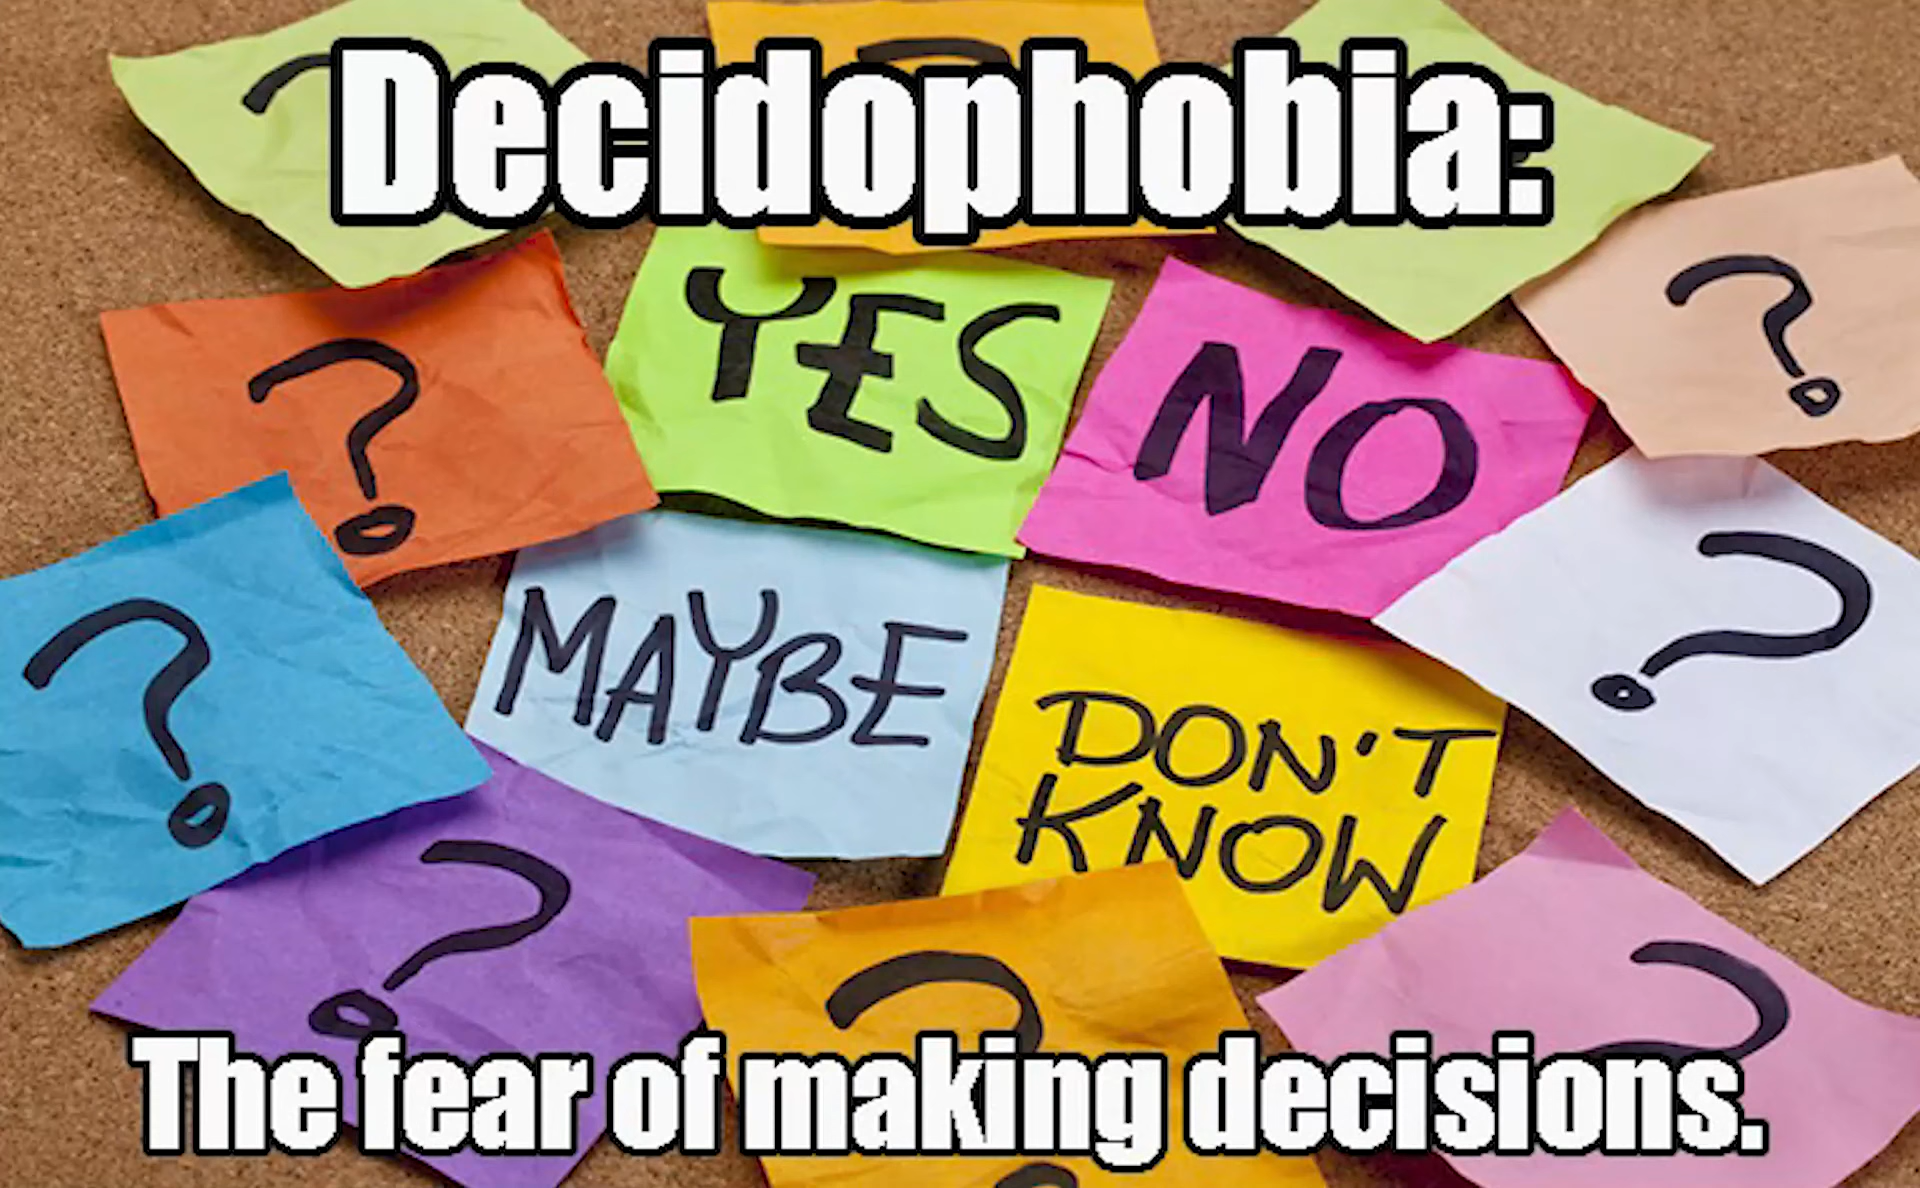 Decidophobia:
?
?
?
YES
NO
?
?
MAYBE
?
?
DON'T
KNOW
?
?
?
The fear of making decisions.